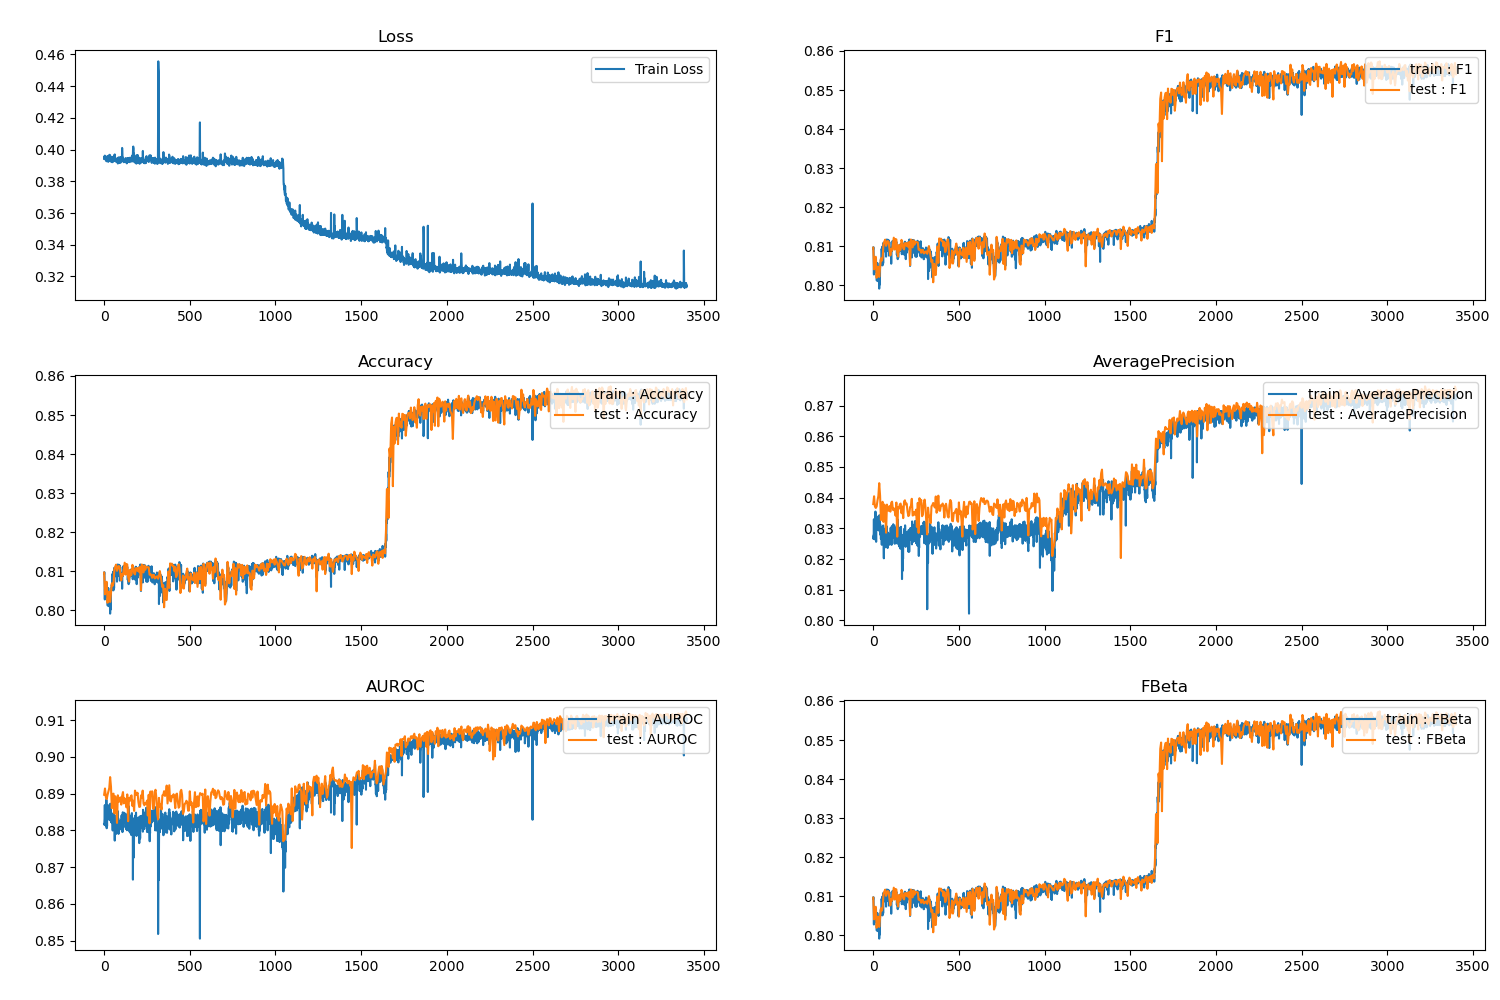 Loss
0.46
0.44
0.42
0.40
0.38
0.36
0.34
0.32
Train Loss
0 500 1000 1500 2000 2500 3000 3500
F1
0.86
0.85
0.84
0.83
0.82
0.81
0.80
train : F1
test : F1
0 500 1000 1500 2000 2500 3000 3500
Accuracy
0.86
0.85
0.84
0.83
0.82
0.81
0.80
train : Accuracy
test : Accuracy
0 500 1000 1500 2000 2500 3000 3500
AveragePrecision
0.87
0.86
0.85
0.84
0.83
0.82
0.81
0.80
train : AveragePrecision
test : AveragePrecision
0 500 1000 1500 2000 2500 3000 3500
AUROC
0.91
0.90
0.89
0.88
0.87
0.86
0.85
train : AUROC
test : AUROC
0 500 1000 1500 2000 2500 3000 3500
FBeta
0.86
0.85
0.84
0.83
0.82
0.81
0.80
train : FBeta
test : FBeta
0 500 1000 1500 2000 2500 3000 3500